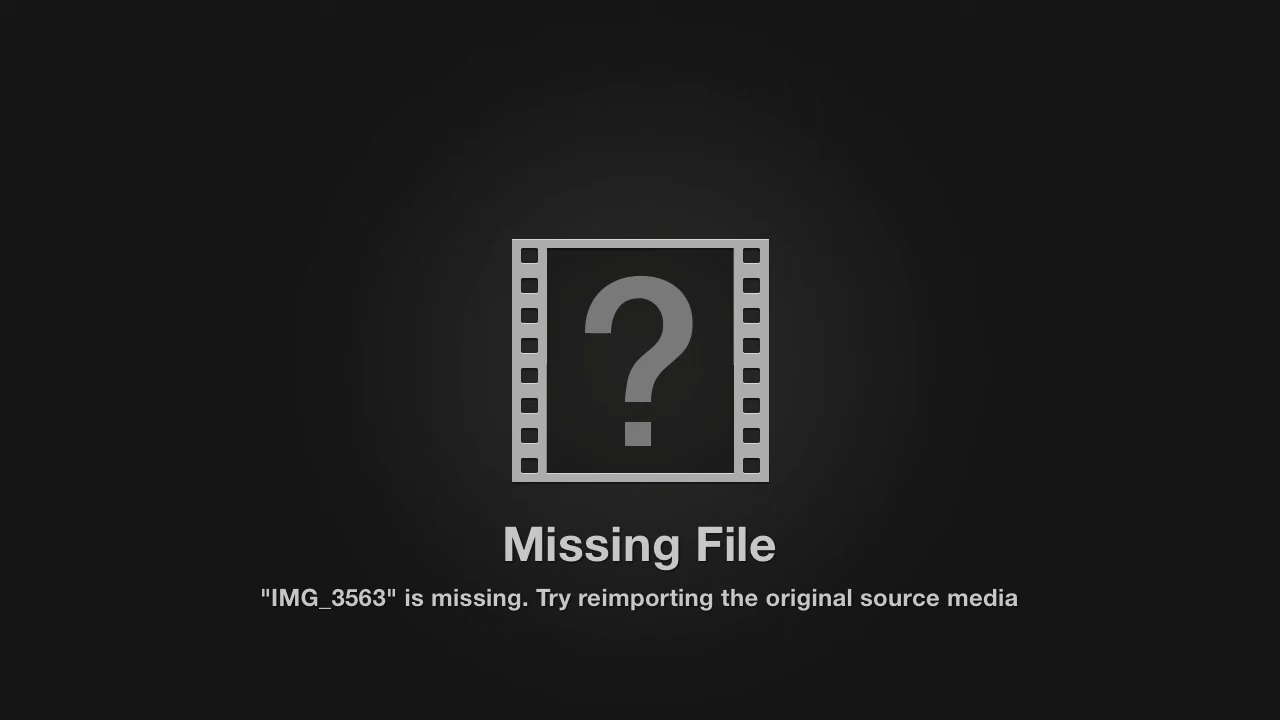 ?
Missing File
"IMG_3563" is missing. Try reimporting the original source media